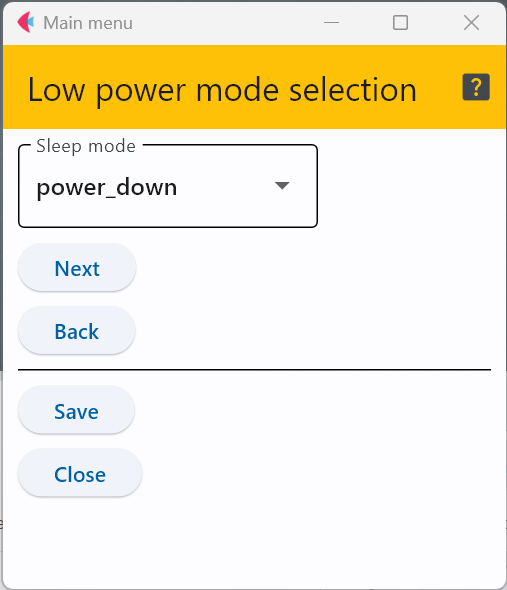 Main menu
Low power mode selection
?
Sleep mode
power_down
Next
Back
Save
Close